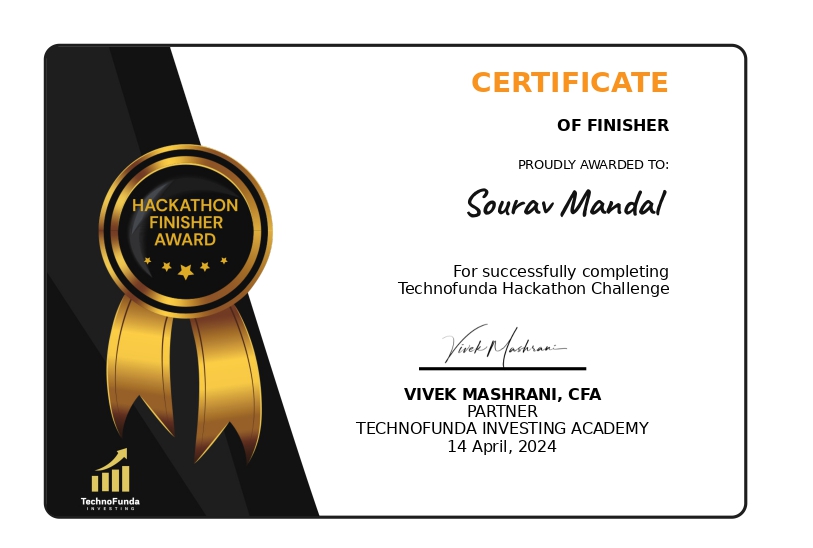 CERTIFICATE
OF FINISHER
PROUDLY AWARDED TO:
Sourav Mandal
HACKATHON
FINISHER
AWARD
For successfully completing
Technofunda Hackathon Challenge
Vivek Mashrani
VIVEK MASHRANI, CFA
PARTNER
TECHNOFUNDA INVESTING ACADEMY
14 April, 2024
TechnoFunda
INVESTING